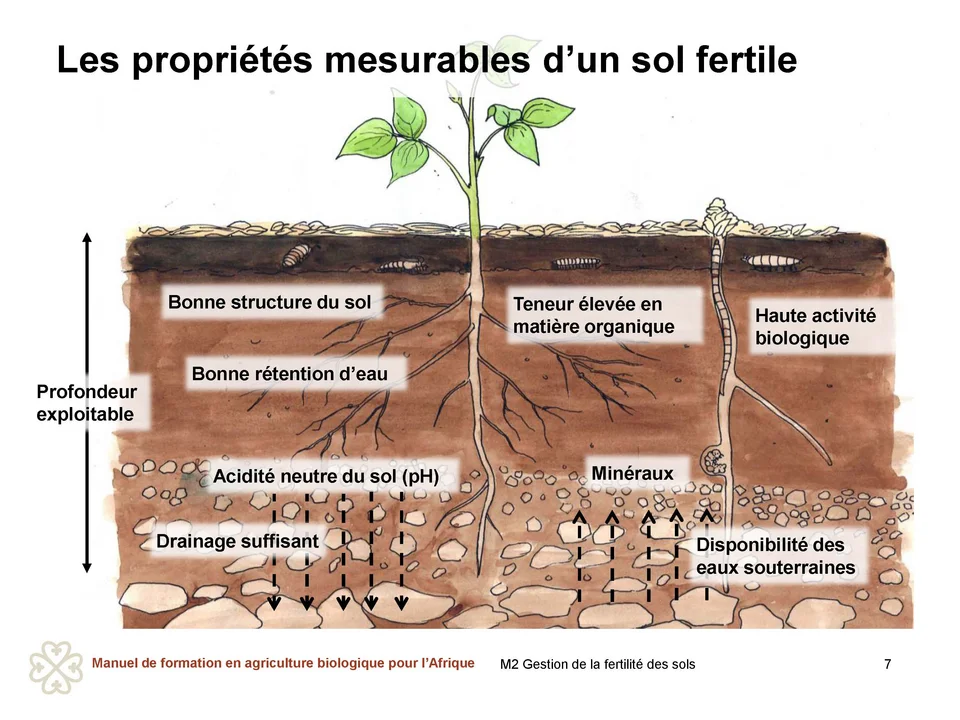 Les propriétés mesurables d’un sol fertile
Bonne structure du sol
Teneur élevée en
matière organique
Haute activité
biologique
Bonne rétention d’eau
Profondeur
exploitable
Acidité neutre du sol (pH)
Minéraux
Drainage suffisant
Disponibilité des
eaux souterraines
Manuel de formation en agriculture biologique pour l’Afrique
M2 Gestion de la fertilité des sols
7